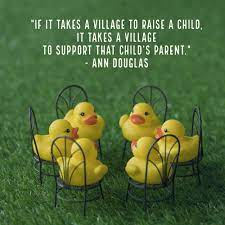 "IF IT TAKES A VILLAGE TO RAISE A CHILD,
IT TAKES A VILLAGE
TO SUPPORT THAT CHILD'S PARENT."
- ANN DOUGLAS